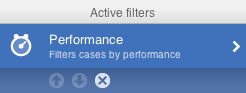 Active filters
Performance
Filters cases by performance